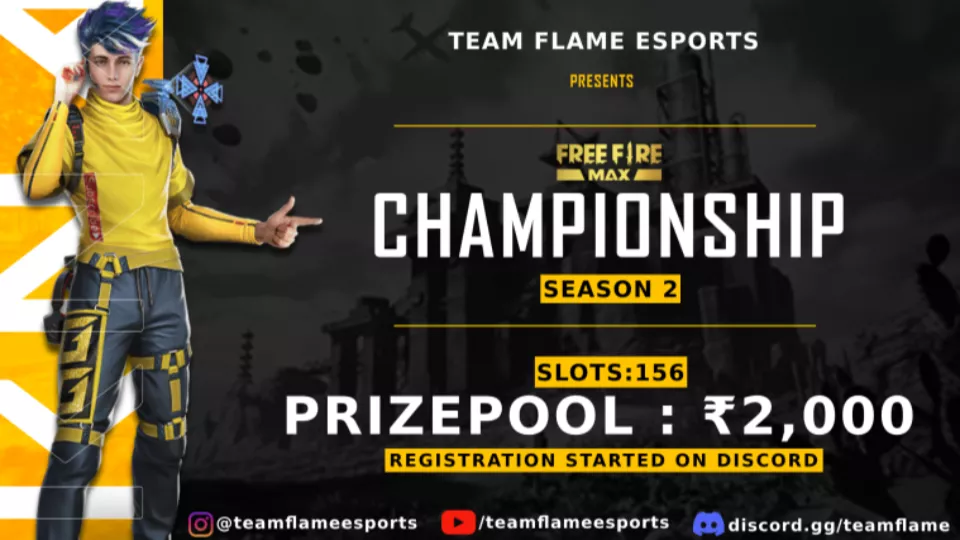 TEAM FLAME ESPORTS
PRESENTS
FREE FIRE
MAX
CHAMPIONSHIP
SEASON 2
SLOTS:156
PRIZEPOOL : ₹2,000
REGISTRATION STARTED ON DISCORD
@teamflameesports /teamflameesports discord.gg/teamflame